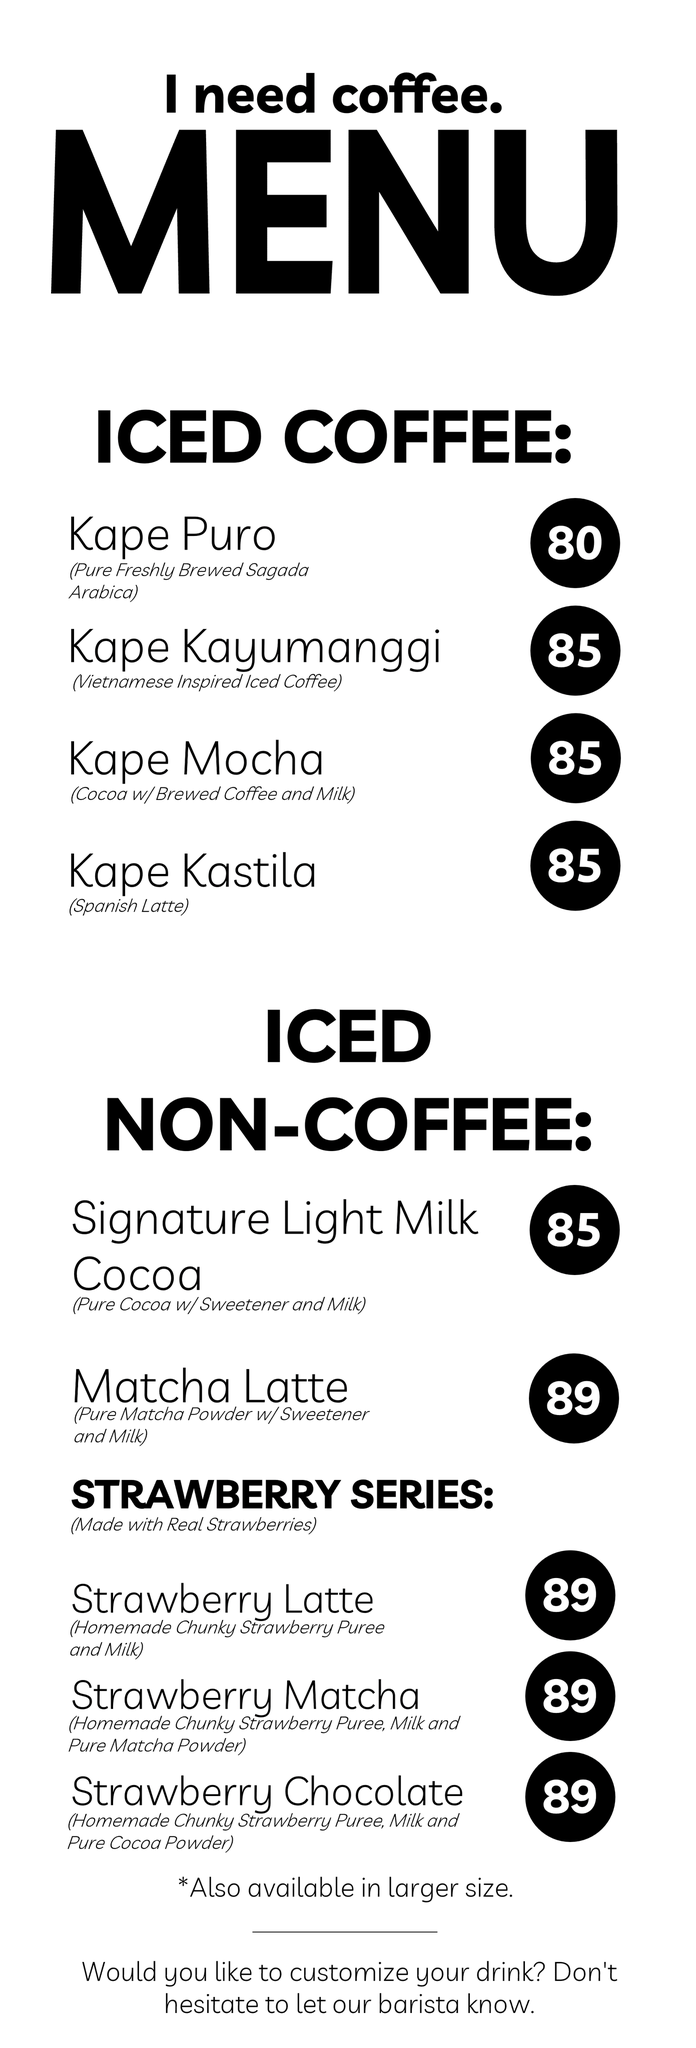 I need coffee.
MENU
ICED COFFEE:
Kape Puro
80
(Pure Freshly Brewed Sagada
Arabica)
Kape Kayumanggi
85
(Vietnamese Inspired Iced Coffee)
Kape Mocha
85
(Cocoa w/ Brewed Coffee and Milk)
Kape Kastila
85
(Spanish Latte)
ICED
NON-COFFEE:
Signature Light Milk
85
Cocoa
(Pure Cocoa w/ Sweetener and Milk)
Matcha Latte
89
(Pure Matcha Powder w/ Sweetener
and Milk)
STRAWBERRY SERIES:
(Made with Real Strawberries)
Strawberry Latte
89
(Homemade Chunky Strawberry Puree
and Milk)
Strawberry Matcha
89
(Homemade Chunky Strawberry Puree, Milk and
Pure Matcha Powder)
Strawberry Chocolate
89
(Homemade Chunky Strawberry Puree, Milk and
Pure Cocoa Powder)
*Also available in larger size.
Would you like to customize your drink? Don't
hesitate to let our barista know.